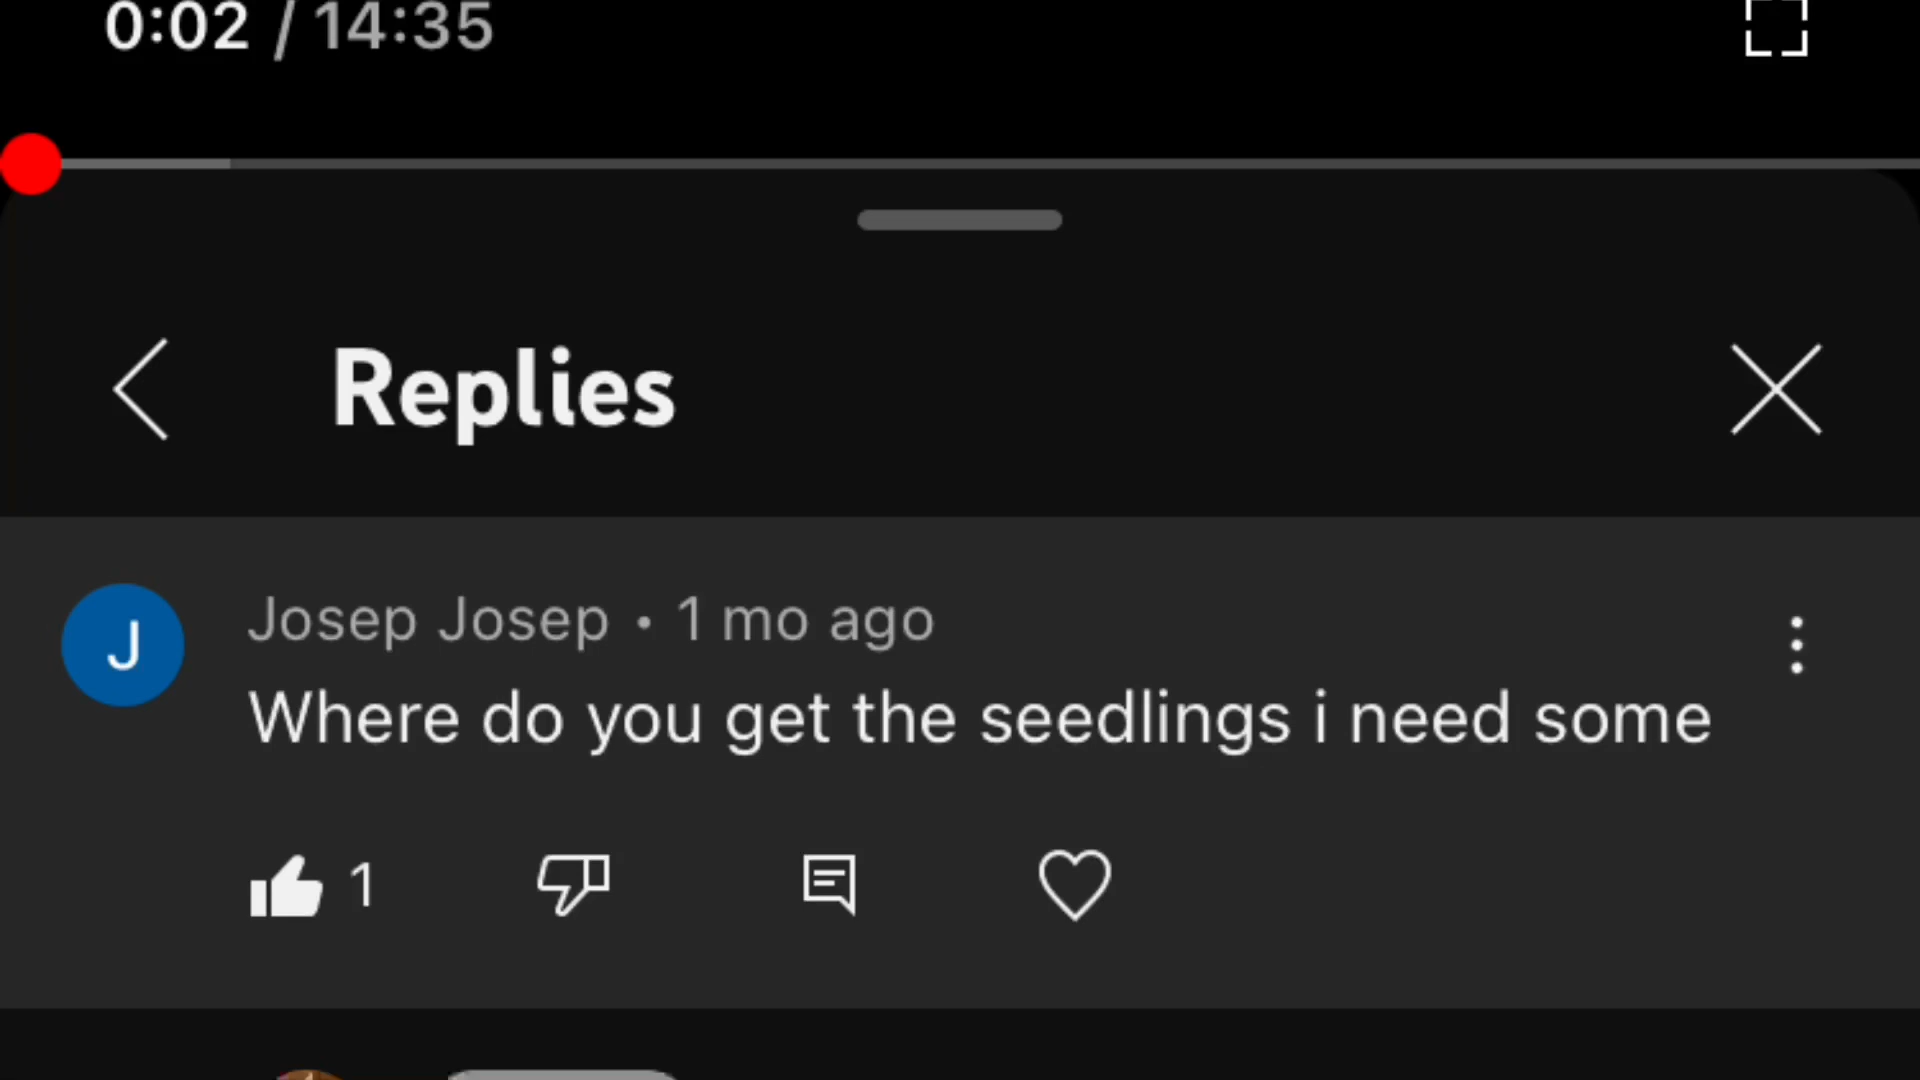 0:02 / 14:35
Replies
J
Josep Josep • 1 mo ago
Where do you get the seedlings i need some
1